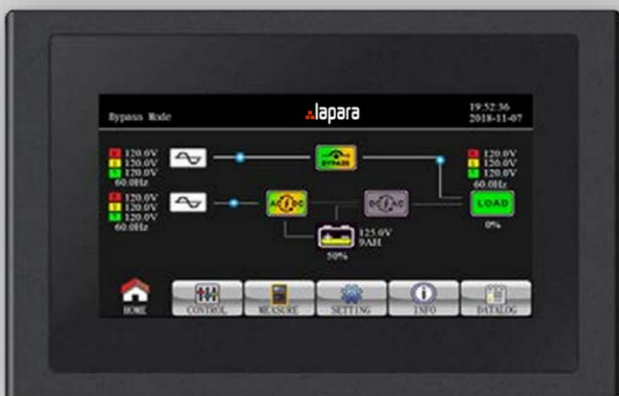 Bypass Mode
lapara
19:52:36
2018-11-07
120.0V
120.0V
120.0V
60.0Hz
BYPASS
120.0V
120.0V
120.0V
60.0Hz
120.0V
120.0V
120.0V
60.0Hz
AC DC
DC AC
LOAD
0%
125.0V
9AH
50%
HOME
CONTROL
MEASURE
SETTING
INFO
DATALOG